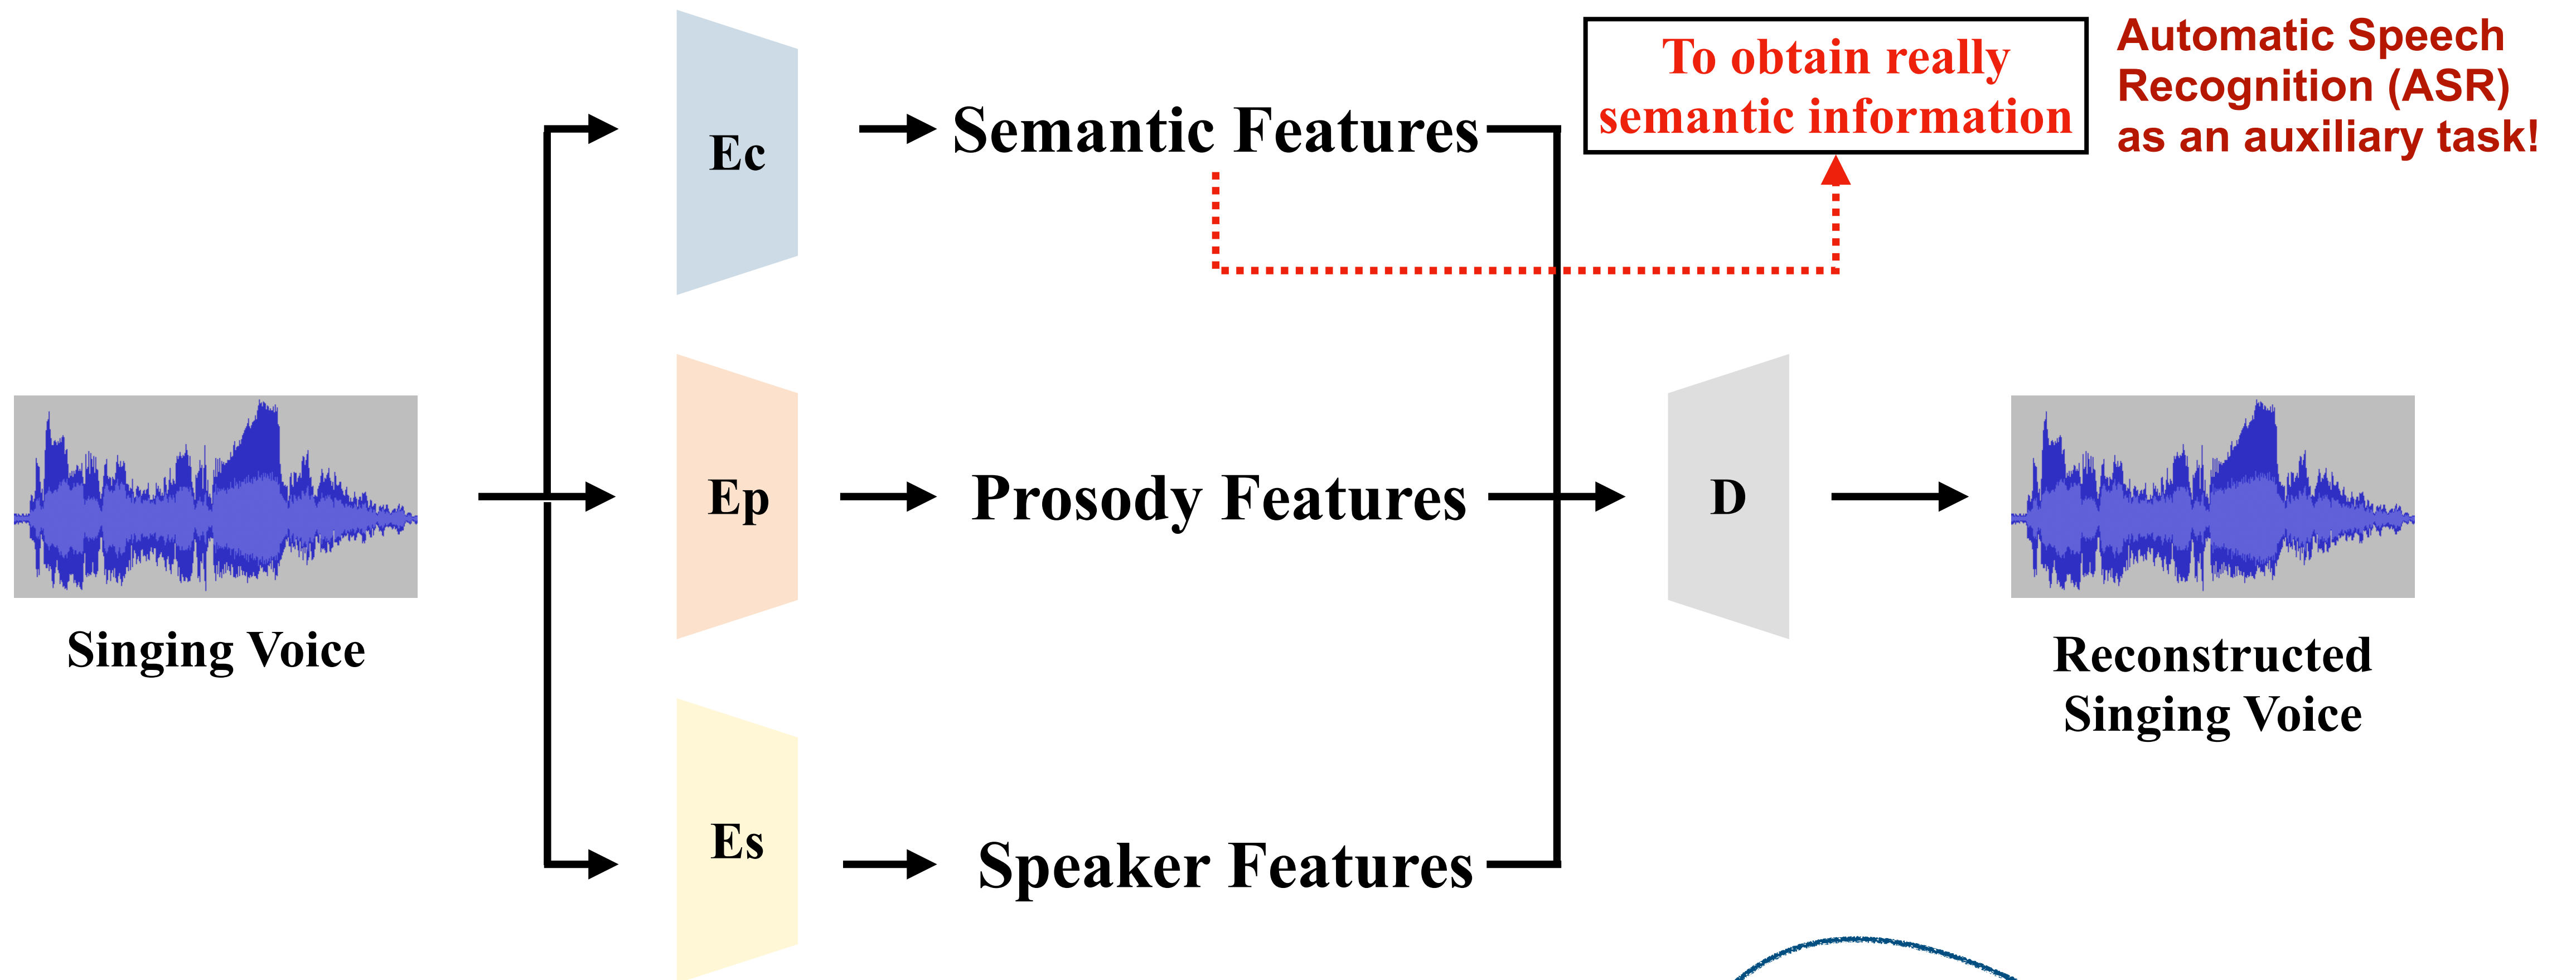 To obtain really
semantic information
Automatic Speech
Recognition (ASR)
as an auxiliary task!
Ec
Semantic Features
Ep
Prosody Features
D
Singing Voice
Reconstructed
Singing Voice
Es
Speaker Features